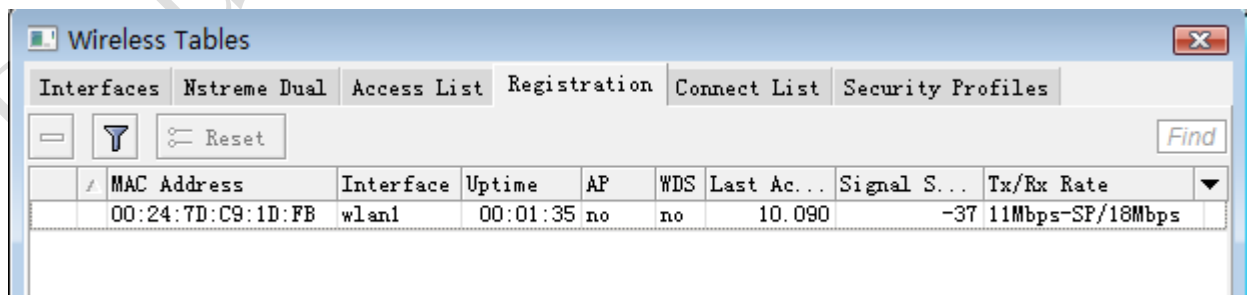 Wireless Tables
Interfaces Nstreme Dual Access List Registration Connect List Security Profiles
Reset Find
MAC Address Interface Uptime AP WDS Last Ac... Signal S... Tx/Rx Rate
00:24:7D:C9:1D:FB wlan1 00:01:35 no no 10.090 -37 11Mbps-SP/18Mbps